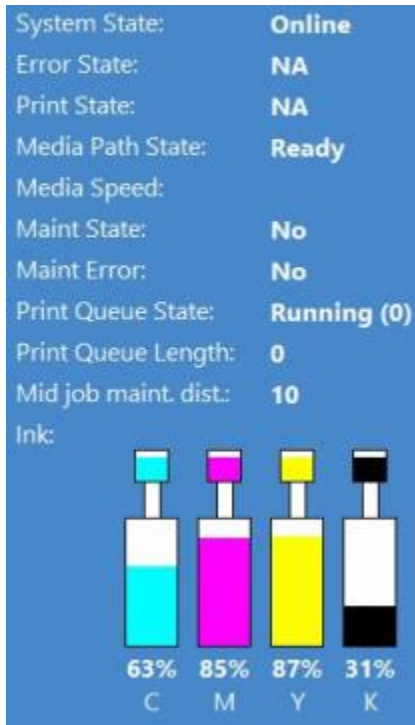 System State: Online
Error State: NA
Print State: NA
Media Path State: Ready
Media Speed:
Maint State: No
Maint Error: No
Print Queue State: Running (0)
Print Queue Length: 0
Mid job maint. dist.: 10
Ink:
63% 85% 87% 31%
C M Y K